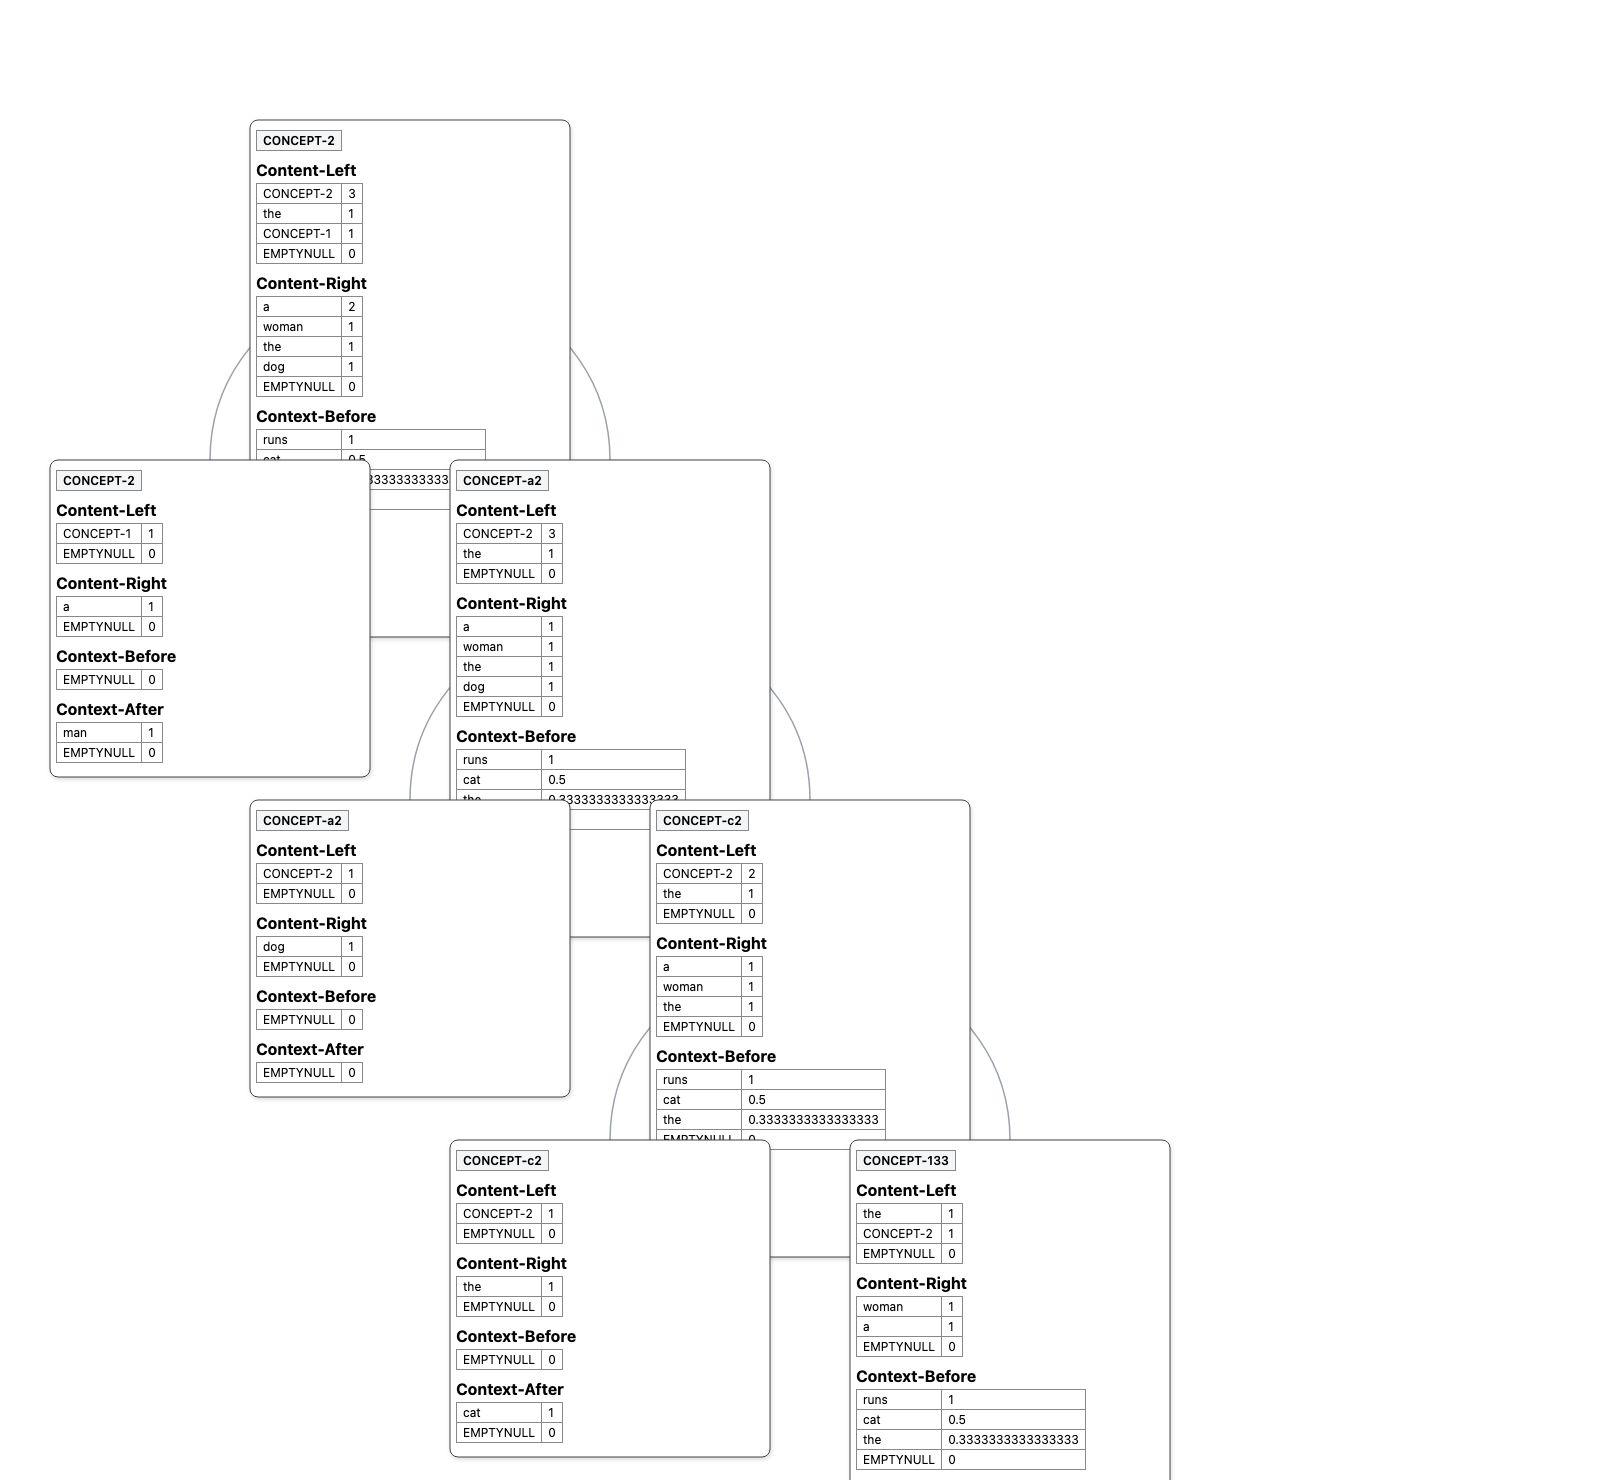 CONCEPT-2
Content-Left
CONCEPT-2 3
the 1
CONCEPT-1 1
EMPTYNULL 0
Content-Right
a 2
woman 1
the 1
dog 1
EMPTYNULL 0
Context-Before
runs 1
cat 0.5
CONCEPT-2
Content-Left
CONCEPT-1 1
EMPTYNULL 0
Content-Right
a 1
EMPTYNULL 0
Context-Before
EMPTYNULL 0
Context-After
man 1
EMPTYNULL 0
CONCEPT-a2
Content-Left
CONCEPT-2 3
the 1
EMPTYNULL 0
Content-Right
a 1
woman 1
the 1
dog 1
EMPTYNULL 0
Context-Before
runs 1
cat 0.5
the 0.3333333333333333
CONCEPT-a2
Content-Left
CONCEPT-2 1
EMPTYNULL 0
Content-Right
dog 1
EMPTYNULL 0
Context-Before
EMPTYNULL 0
Context-After
EMPTYNULL 0
CONCEPT-c2
Content-Left
CONCEPT-2 2
the 1
EMPTYNULL 0
Content-Right
a 1
woman 1
the 1
EMPTYNULL 0
Context-Before
runs 1
cat 0.5
the 0.3333333333333333
EMPTYNULL 0
CONCEPT-c2
Content-Left
CONCEPT-2 1
EMPTYNULL 0
Content-Right
the 1
EMPTYNULL 0
Context-Before
EMPTYNULL 0
Context-After
cat 1
EMPTYNULL 0
CONCEPT-133
Content-Left
the 1
CONCEPT-2 1
EMPTYNULL 0
Content-Right
woman 1
a 1
EMPTYNULL 0
Context-Before
runs 1
cat 0.5
the 0.3333333333333333
EMPTYNULL 0